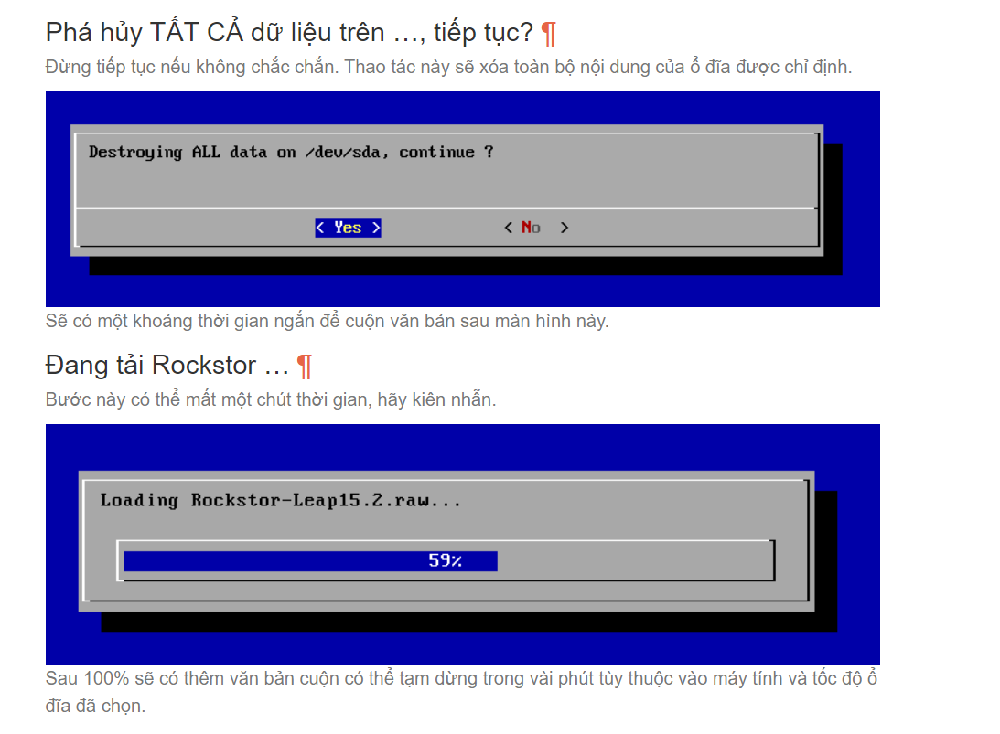 Phá hủy TẤT CẢ dữ liệu trên …, tiếp tục? ¶
Đừng tiếp tục nếu không chắc chắn. Thao tác này sẽ xóa toàn bộ nội dung của ổ đĩa được chỉ định.
Destroying ALL data on /dev/sda, continue ?
< Yes > < No >
Sẽ có một khoảng thời gian ngắn để cuộn văn bản sau màn hình này.
Đang tải Rockstor … ¶
Bước này có thể mất một chút thời gian, hãy kiên nhẫn.
Loading Rockstor-Leap15.2.raw...
59%
Sau 100% sẽ có thêm văn bản cuộn có thể tạm dừng trong vài phút tùy thuộc vào máy tính và tốc độ ổ
đĩa đã chọn.